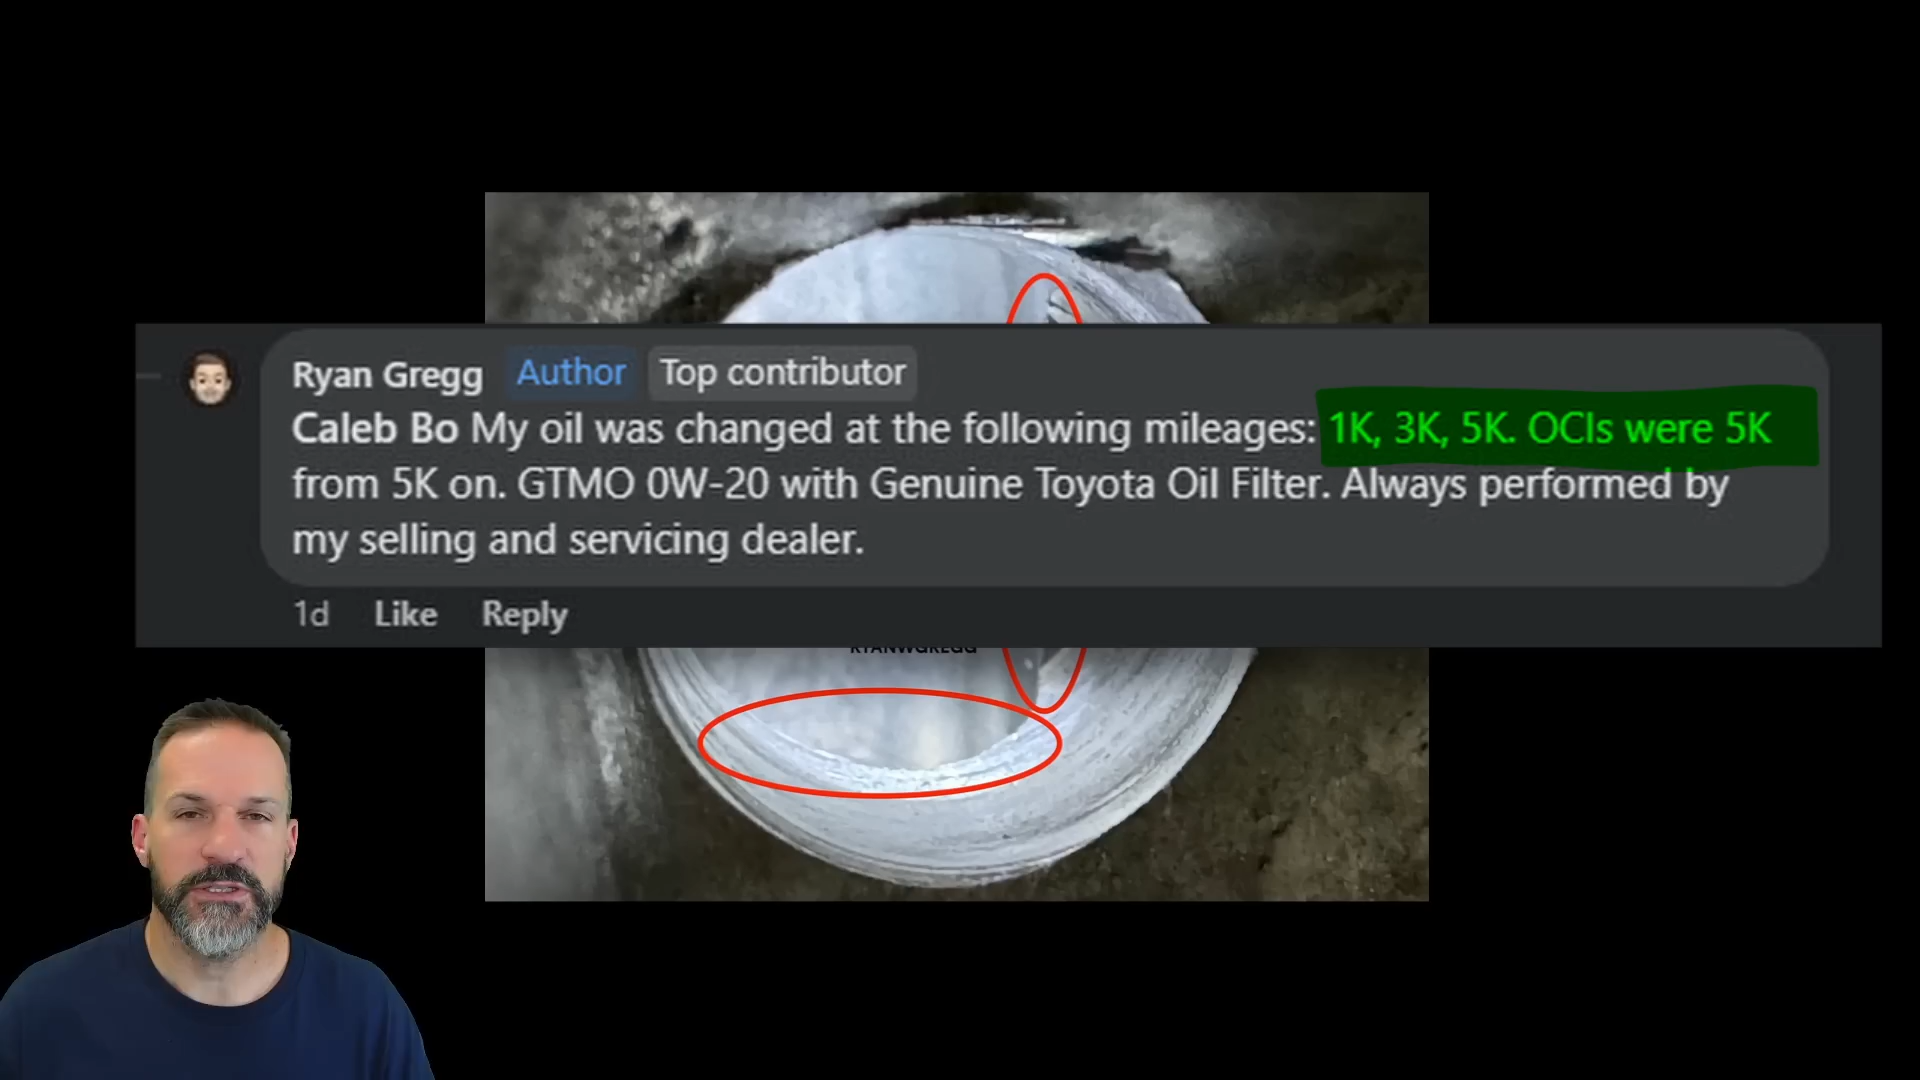 Ryan Gregg Author Top contributor
Caleb Bo My oil was changed at the following mileages: 1K, 3K, 5K. OCIs were 5K
from 5K on. GTMO 0W-20 with Genuine Toyota Oil Filter. Always performed by
my selling and servicing dealer.
1d Like Reply
RYANWGREGG